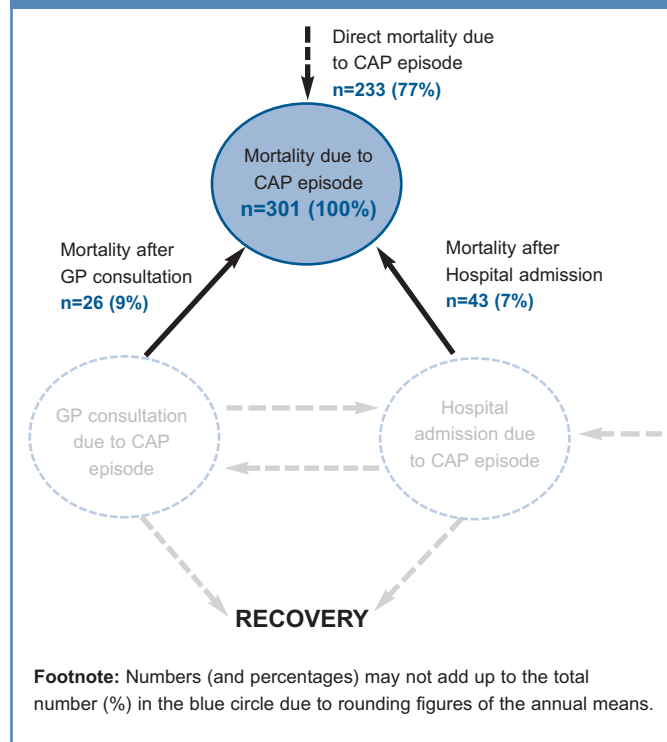 Direct mortality due
to CAP episode
n=233 (77%)
Mortality due to
CAP episode
n=301 (100%)
Mortality after
GP consultation
n=26 (9%)
Mortality after
Hospital admission
n=43 (7%)
GP consultation
due to CAP
episode
Hospital
admission due
to CAP episode
RECOVERY
Footnote: Numbers (and percentages) may not add up to the total
number (%) in the blue circle due to rounding figures of the annual means.